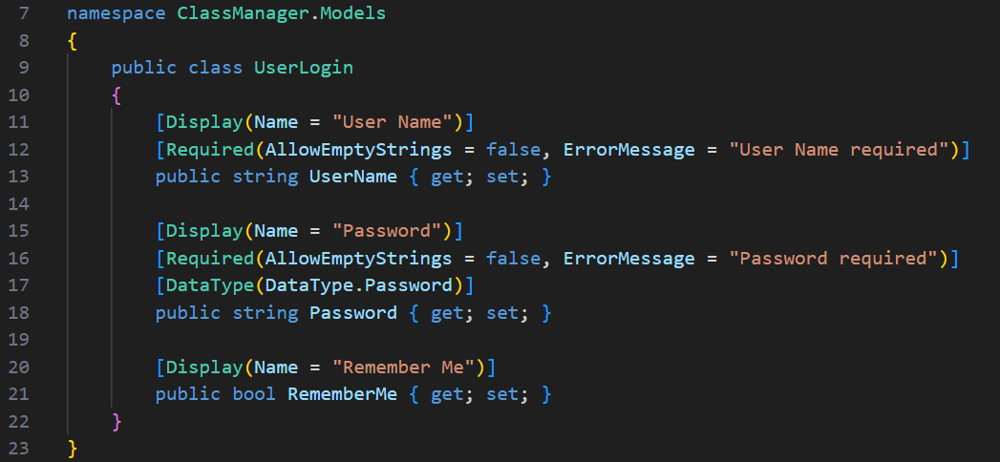 7 namespace ClassManager.Models
8 {
9     public class UserLogin
10     {
11         [Display(Name = "User Name")]
12         [Required(AllowEmptyStrings = false, ErrorMessage = "User Name required")]
13         public string UserName { get; set; }
14
15         [Display(Name = "Password")]
16         [Required(AllowEmptyStrings = false, ErrorMessage = "Password required")]
17         [DataType(DataType.Password)]
18         public string Password { get; set; }
19
20         [Display(Name = "Remember Me")]
21         public bool RememberMe { get; set; }
22     }
23 }